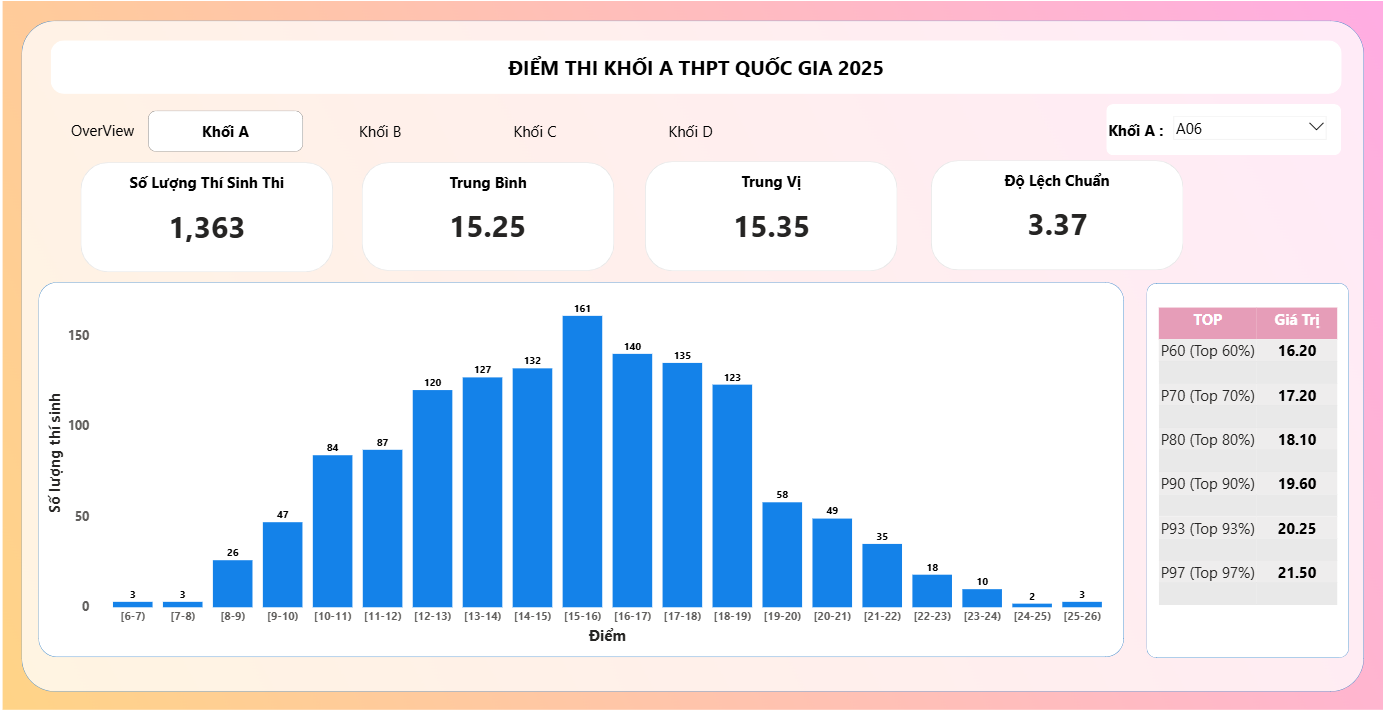 ĐIỂM THI KHỐI A THPT QUỐC GIA 2025
OverView
Khối A
Khối B
Khối C
Khối D
Khối A :
A06
Số Lượng Thí Sinh Thi
1,363
Trung Bình
15.25
Trung Vị
15.35
Độ Lệch Chuẩn
3.37
Số lượng thí sinh
150
100
50
0
3
3
26
47
84
87
120
127
132
161
140
135
123
58
49
35
18
10
2
3
[6-7) [7-8) [8-9) [9-10) [10-11) [11-12) [12-13) [13-14) [14-15) [15-16) [16-17) [17-18) [18-19) [19-20) [20-21) [21-22) [22-23) [23-24) [24-25) [25-26)
Điểm
TOP Giá Trị
P60 (Top 60%) 16.20
P70 (Top 70%) 17.20
P80 (Top 80%) 18.10
P90 (Top 90%) 19.60
P93 (Top 93%) 20.25
P97 (Top 97%) 21.50